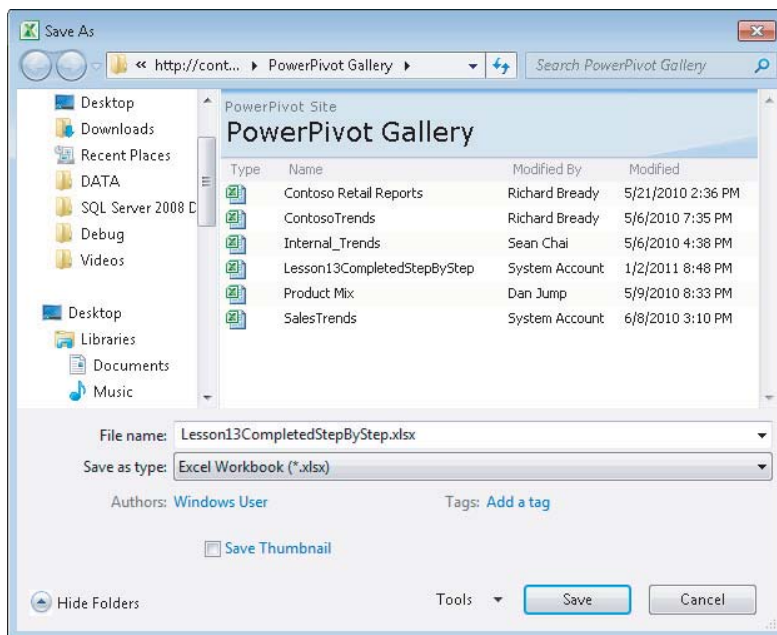 Save As
« http://cont... ▸ PowerPivot Gallery ▸
Search PowerPivot Gallery
Desktop
Downloads
Recent Places
DATA
SQL Server 2008 D
Debug
Videos
Desktop
Libraries
Documents
Music
PowerPivot Site
PowerPivot Gallery
Type Name Modified By Modified
Contoso Retail Reports Richard Bready 5/21/2010 2:36 PM
ContosoTrends Richard Bready 5/6/2010 7:35 PM
Internal_Trends Sean Chai 5/6/2010 4:38 PM
Lesson13CompletedStepByStep System Account 1/2/2011 8:48 PM
Product Mix Dan Jump 5/9/2010 8:33 PM
SalesTrends System Account 6/8/2010 3:10 PM
File name: Lesson13CompletedStepByStep.xlsx
Save as type: Excel Workbook (*.xlsx)
Authors: Windows User Tags: Add a tag
Save Thumbnail
Hide Folders Tools Save Cancel